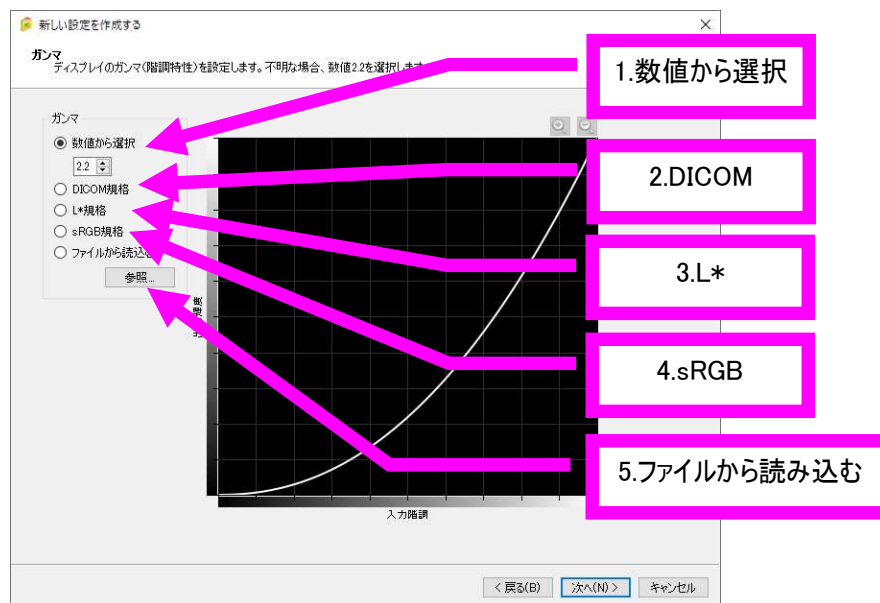 新しい設定を作成する
ガンマ
ディスプレイのガンマ(階調特性)を設定します。不明な場合、数値2.2を選択します
1.数値から選択
ガンマ
数値から選択
2.2
DICOM規格
2.DICOM
L*規格
sRGB規格
ファイルから読込む
参照...
3.L*
4.sRGB
5.ファイルから読み込む
入力階調
< 戻る(B)
次へ(N) >
キャンセル